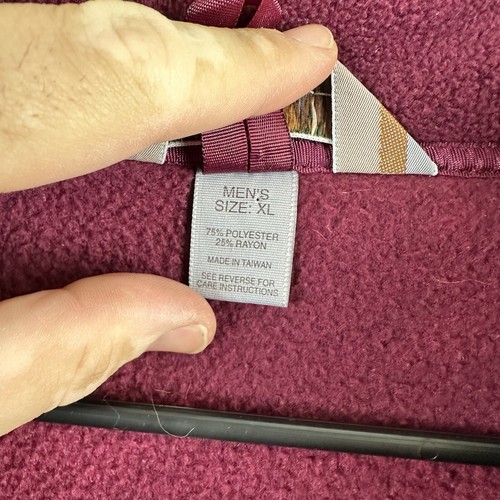 MEN'S
SIZE: XL
75% POLYESTER
25% RAYON
MADE IN TAIWAN
SEE REVERSE FOR
CARE INSTRUCTIONS